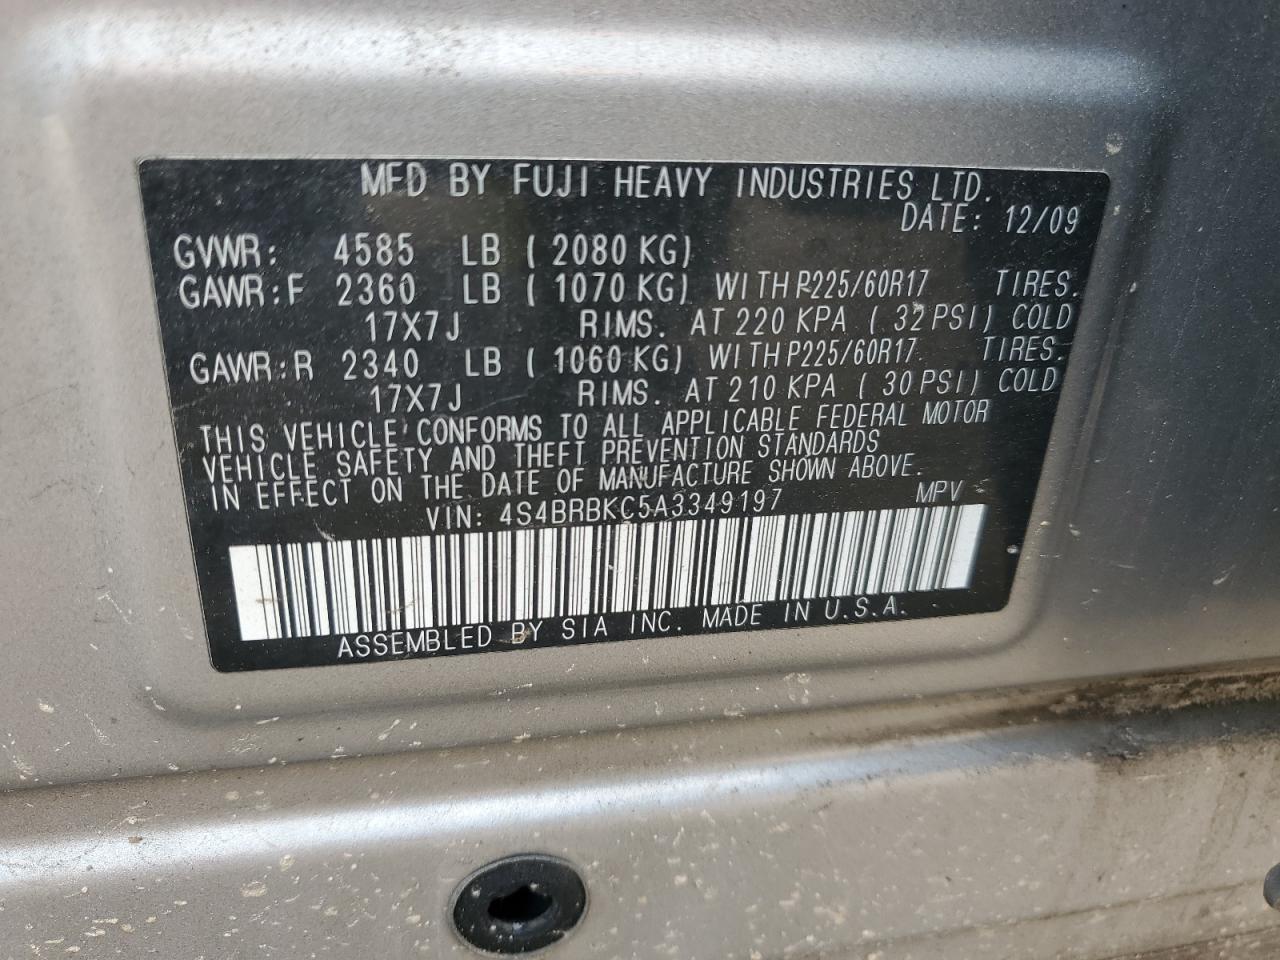 MFD BY FUJI HEAVY INDUSTRIES LTD.
DATE: 12/09
GVWR: 4585 LB ( 2080 KG)
GAWR:F 2360 LB ( 1070 KG) WITH P225/60R17 TIRES.
17X7J RIMS. AT 220 KPA ( 32 PSI) COLD
GAWR:R 2340 LB ( 1060 KG) WITH P225/60R17 TIRES.
17X7J RIMS. AT 210 KPA ( 30 PSI) COLD
THIS VEHICLE CONFORMS TO ALL APPLICABLE FEDERAL MOTOR
VEHICLE SAFETY AND THEFT PREVENTION STANDARDS
IN EFFECT ON THE DATE OF MANUFACTURE SHOWN ABOVE.
VIN: 4S4BRBKC5A3349197 MPV
ASSEMBLED BY SIA INC. MADE IN U.S.A.